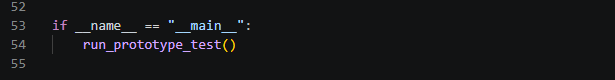 52
53 if __name__ == "__main__":
54     run_prototype_test()
55